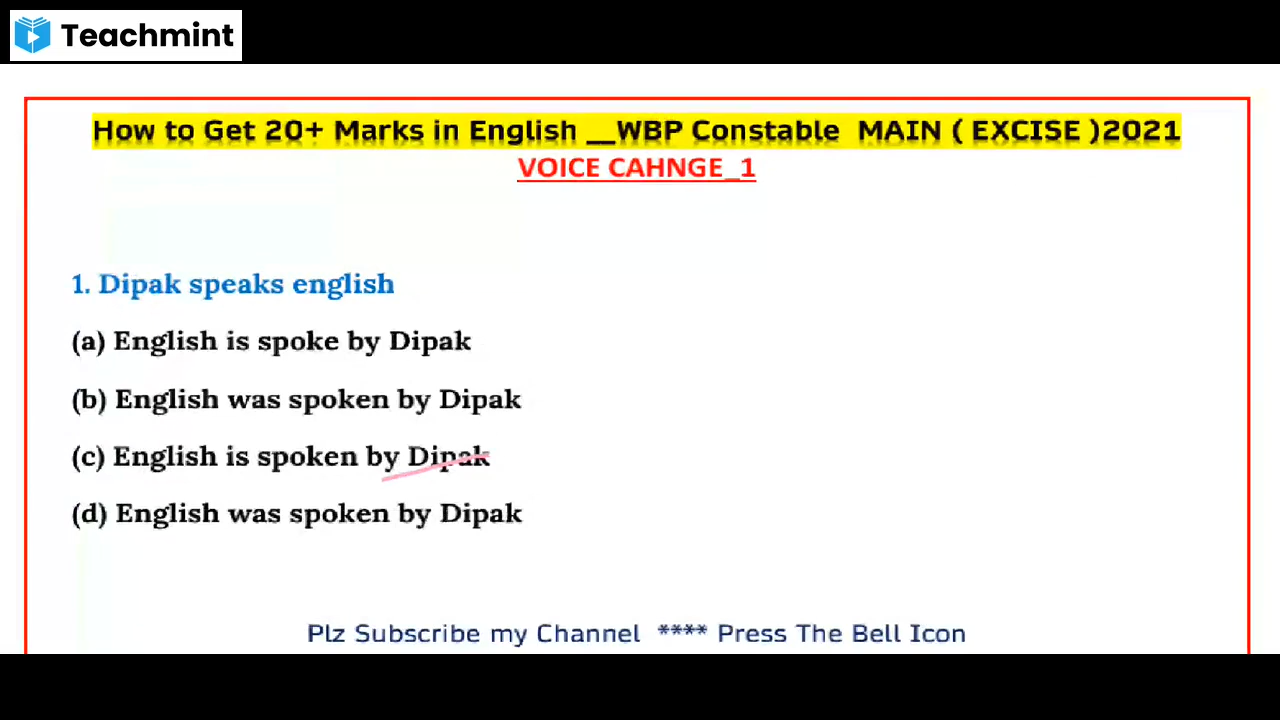 Teachmint
How to Get 20+ Marks in English __WBP Constable MAIN ( EXCISE )2021
VOICE CAHNGE_1
1. Dipak speaks english
(a) English is spoke by Dipak
(b) English was spoken by Dipak
(c) English is spoken by Dipak
(d) English was spoken by Dipak
Plz Subscribe my Channel **** Press The Bell Icon